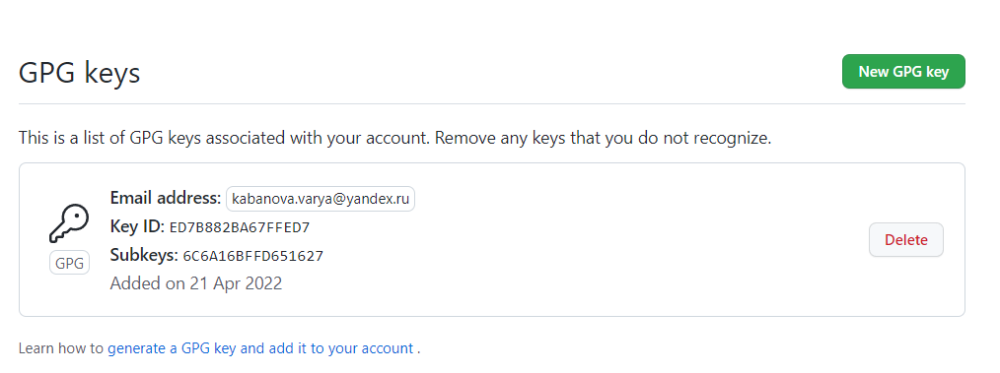 GPG keys
New GPG key
This is a list of GPG keys associated with your account. Remove any keys that you do not recognize.
Email address: kabanova.varya@yandex.ru
Key ID: ED7B882BA67FFED7
GPG
Subkeys: 6C6A16BFFD651627
Delete
Added on 21 Apr 2022
Learn how to generate a GPG key and add it to your account .